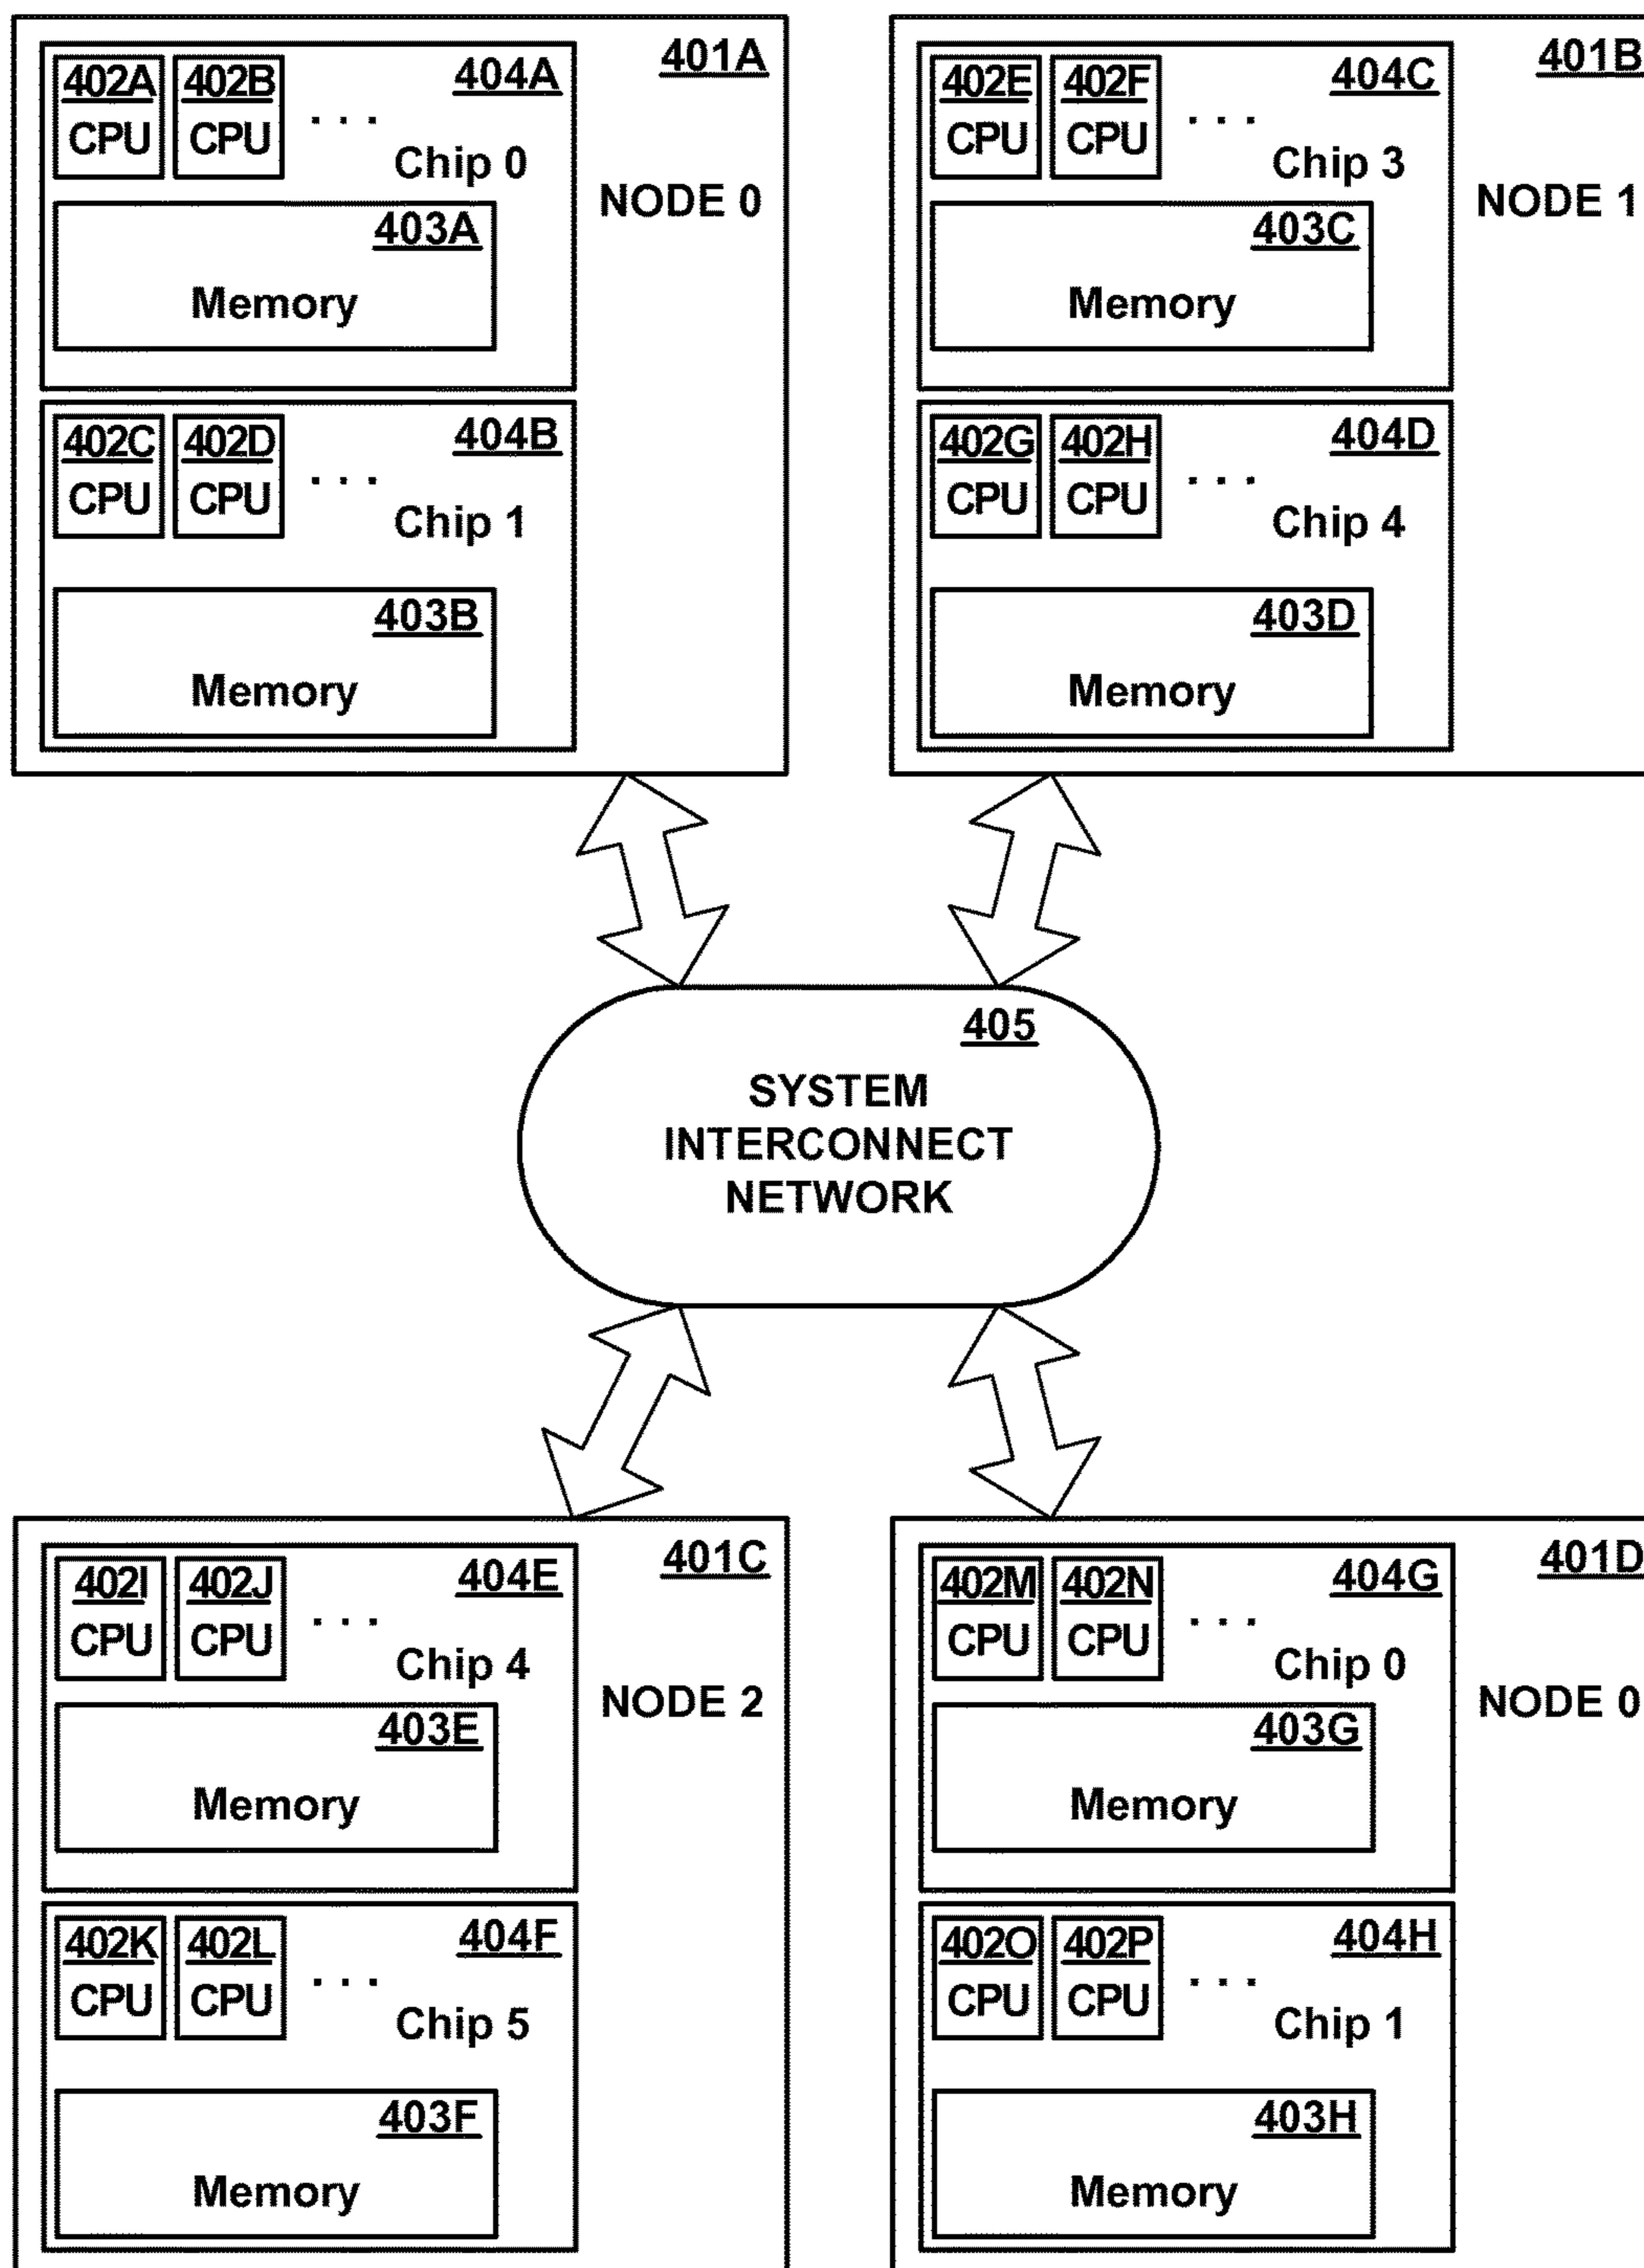 401A
402A 402B 404A
CPU CPU . . .
Chip 0
NODE 0
403A
Memory
402C 402D 404B
CPU CPU . . .
Chip 1
403B
Memory
401B
402E 402F 404C
CPU CPU . . .
Chip 3
NODE 1
403C
Memory
402G 402H 404D
CPU CPU . . .
Chip 4
403D
Memory
405
SYSTEM
INTERCONNECT
NETWORK
401C
402I 402J 404E
CPU CPU . . .
Chip 4
NODE 2
403E
Memory
402K 402L 404F
CPU CPU . . .
Chip 5
403F
Memory
401D
402M 402N 404G
CPU CPU . . .
Chip 0
NODE 0
403G
Memory
402O 402P 404H
CPU CPU . . .
Chip 1
403H
Memory